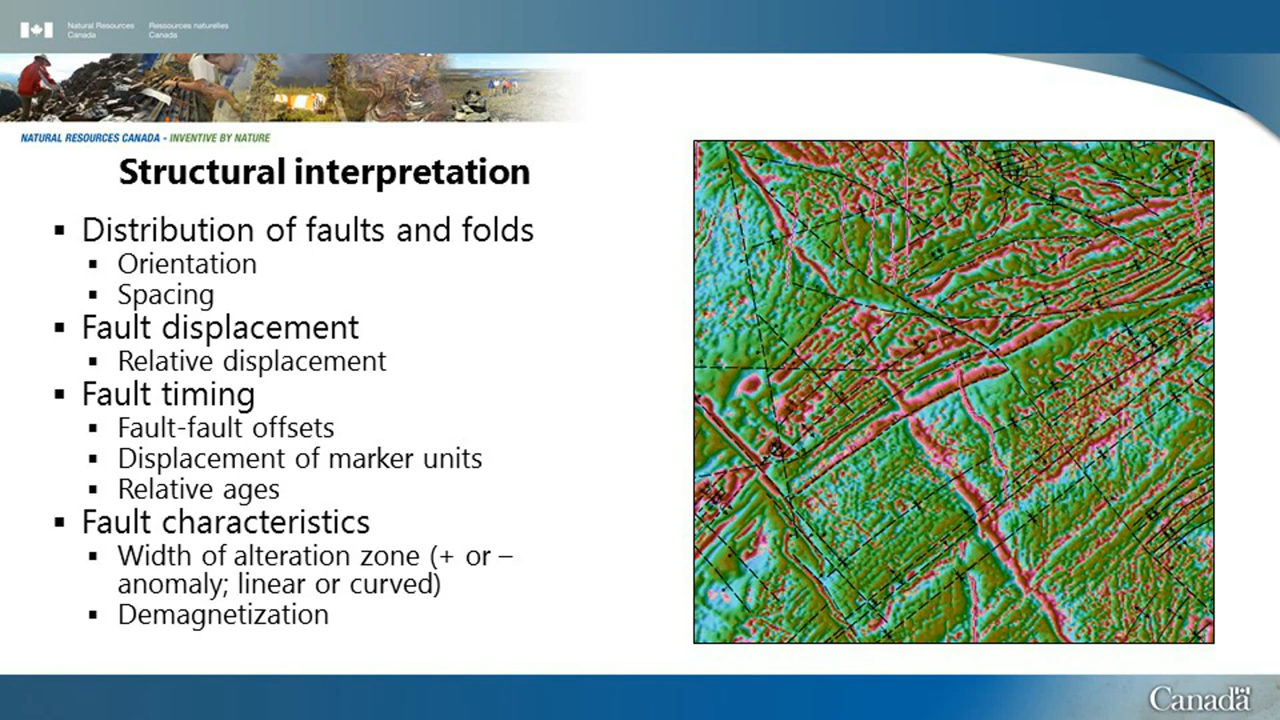 Natural Resources Canada
Ressources naturelles Canada
NATURAL RESOURCES CANADA - INVENTIVE BY NATURE
Structural interpretation
▪ Distribution of faults and folds
▪ Orientation
▪ Spacing
▪ Fault displacement
▪ Relative displacement
▪ Fault timing
▪ Fault-fault offsets
▪ Displacement of marker units
▪ Relative ages
▪ Fault characteristics
▪ Width of alteration zone (+ or –
anomaly; linear or curved)
▪ Demagnetization
Canada